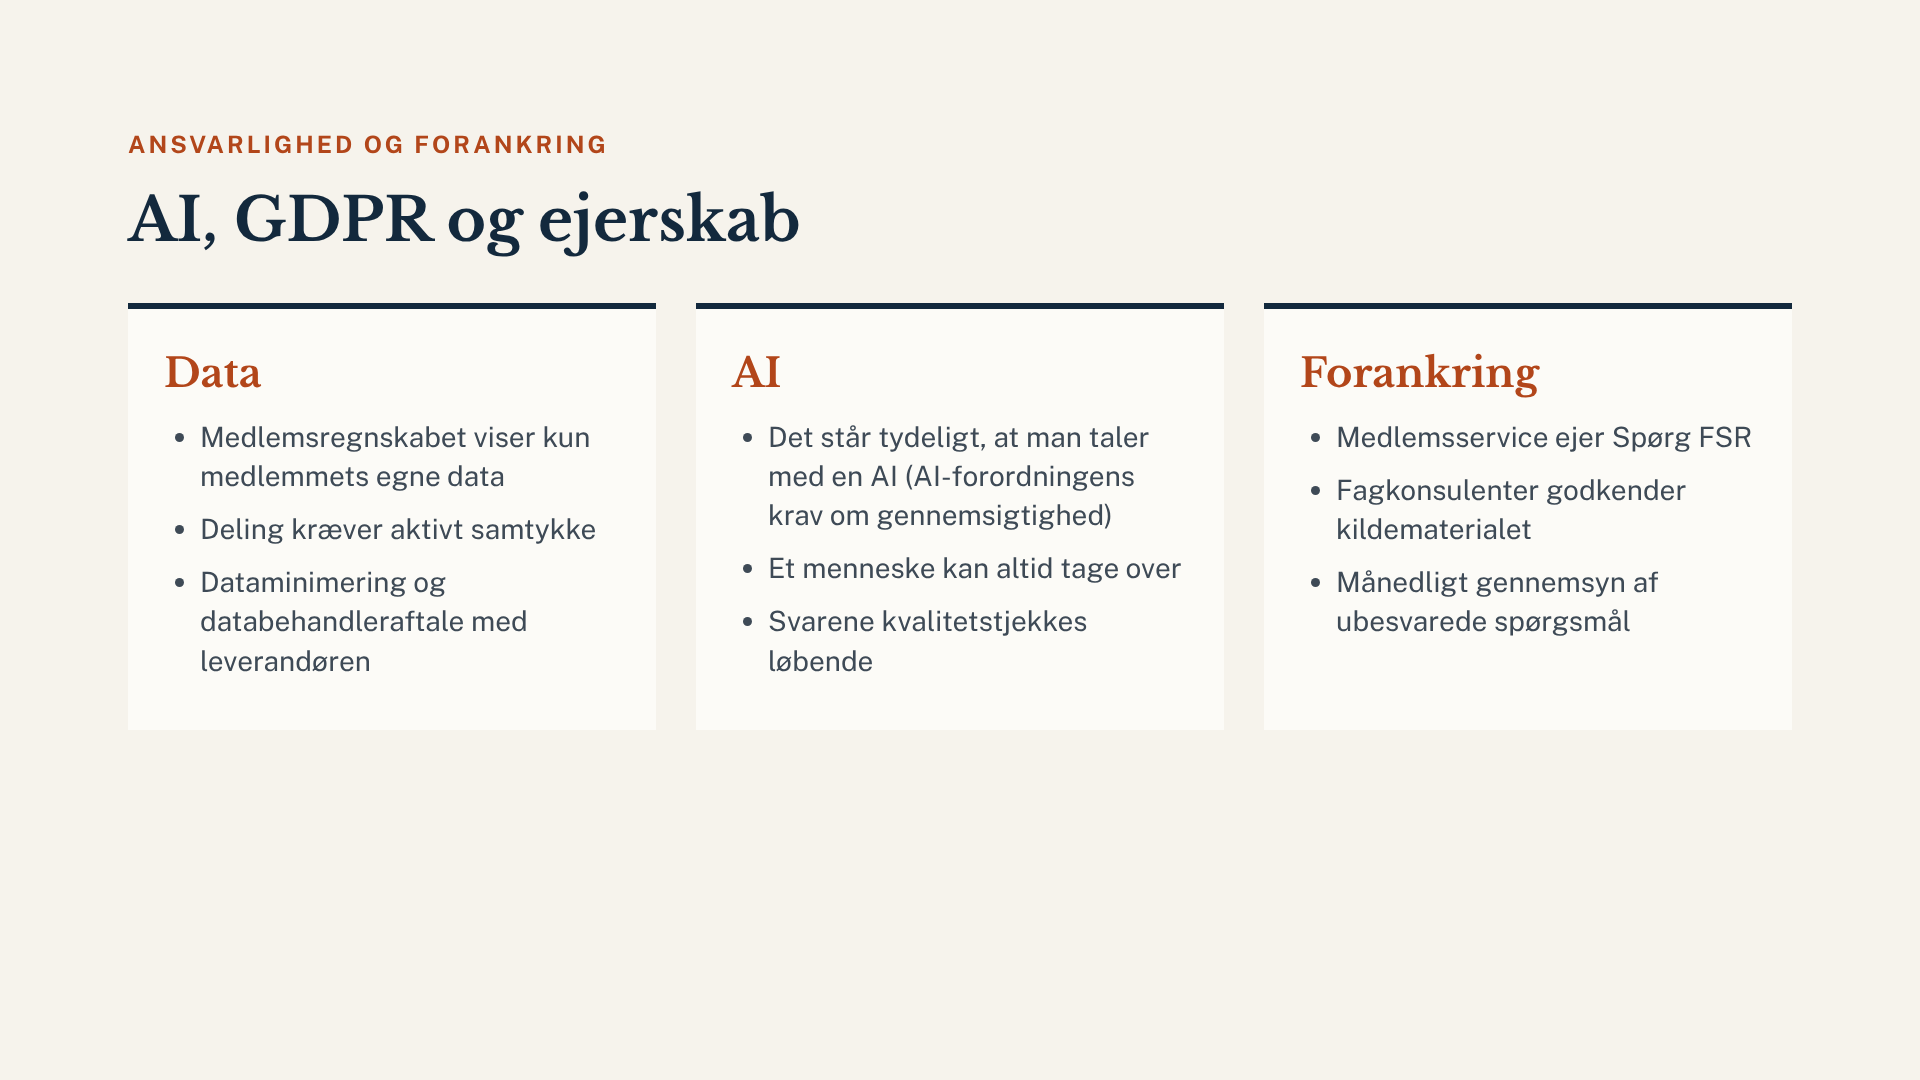 ANSVARLIGHED OG FORANKRING
AI, GDPR og ejerskab
Data
• Medlemsregnskabet viser kun
medlemmets egne data
• Deling kræver aktivt samtykke
• Dataminimering og
databehandleraftale med
leverandøren
AI
• Det står tydeligt, at man taler
med en AI (AI-forordningens
krav om gennemsigtighed)
• Et menneske kan altid tage over
• Svarene kvalitetstjekkes
løbende
Forankring
• Medlemsservice ejer Spørg FSR
• Fagkonsulenter godkender
kildematerialet
• Månedligt gennemsyn af
ubesvarede spørgsmål